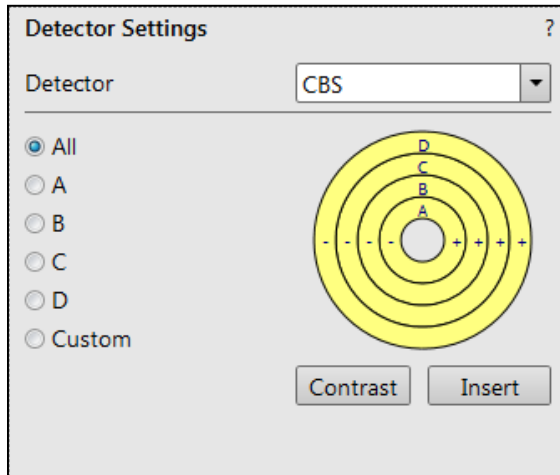 Detector Settings ?
Detector CBS
All
A
B
C
D
Custom
D
C
B
A
- - - - + + + +
Contrast Insert